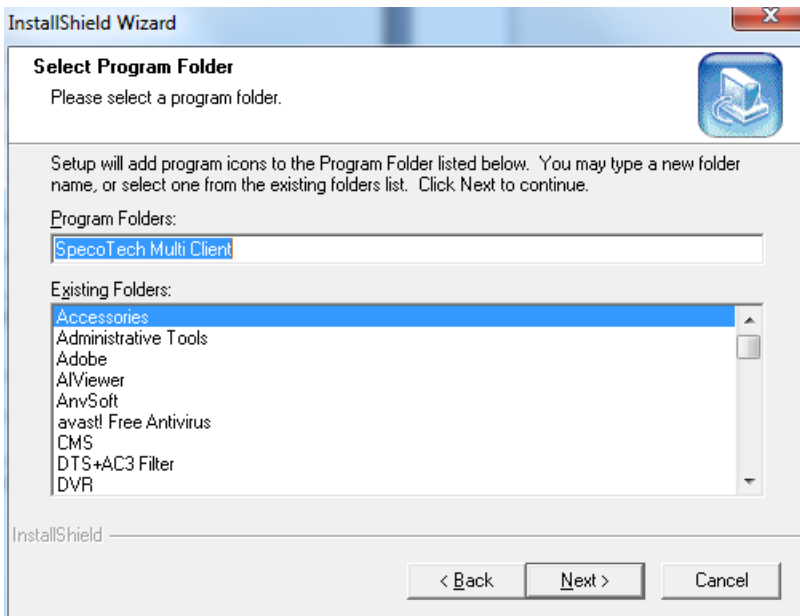 InstallShield Wizard
Select Program Folder
Please select a program folder.
Setup will add program icons to the Program Folder listed below.  You may type a new folder
name, or select one from the existing folders list.  Click Next to continue.
Program Folders:
SpecoTech Multi Client
Existing Folders:
Accessories
Administrative Tools
Adobe
AIViewer
AnvSoft
avast! Free Antivirus
CMS
DTS+AC3 Filter
DVR
InstallShield
< Back
Next >
Cancel